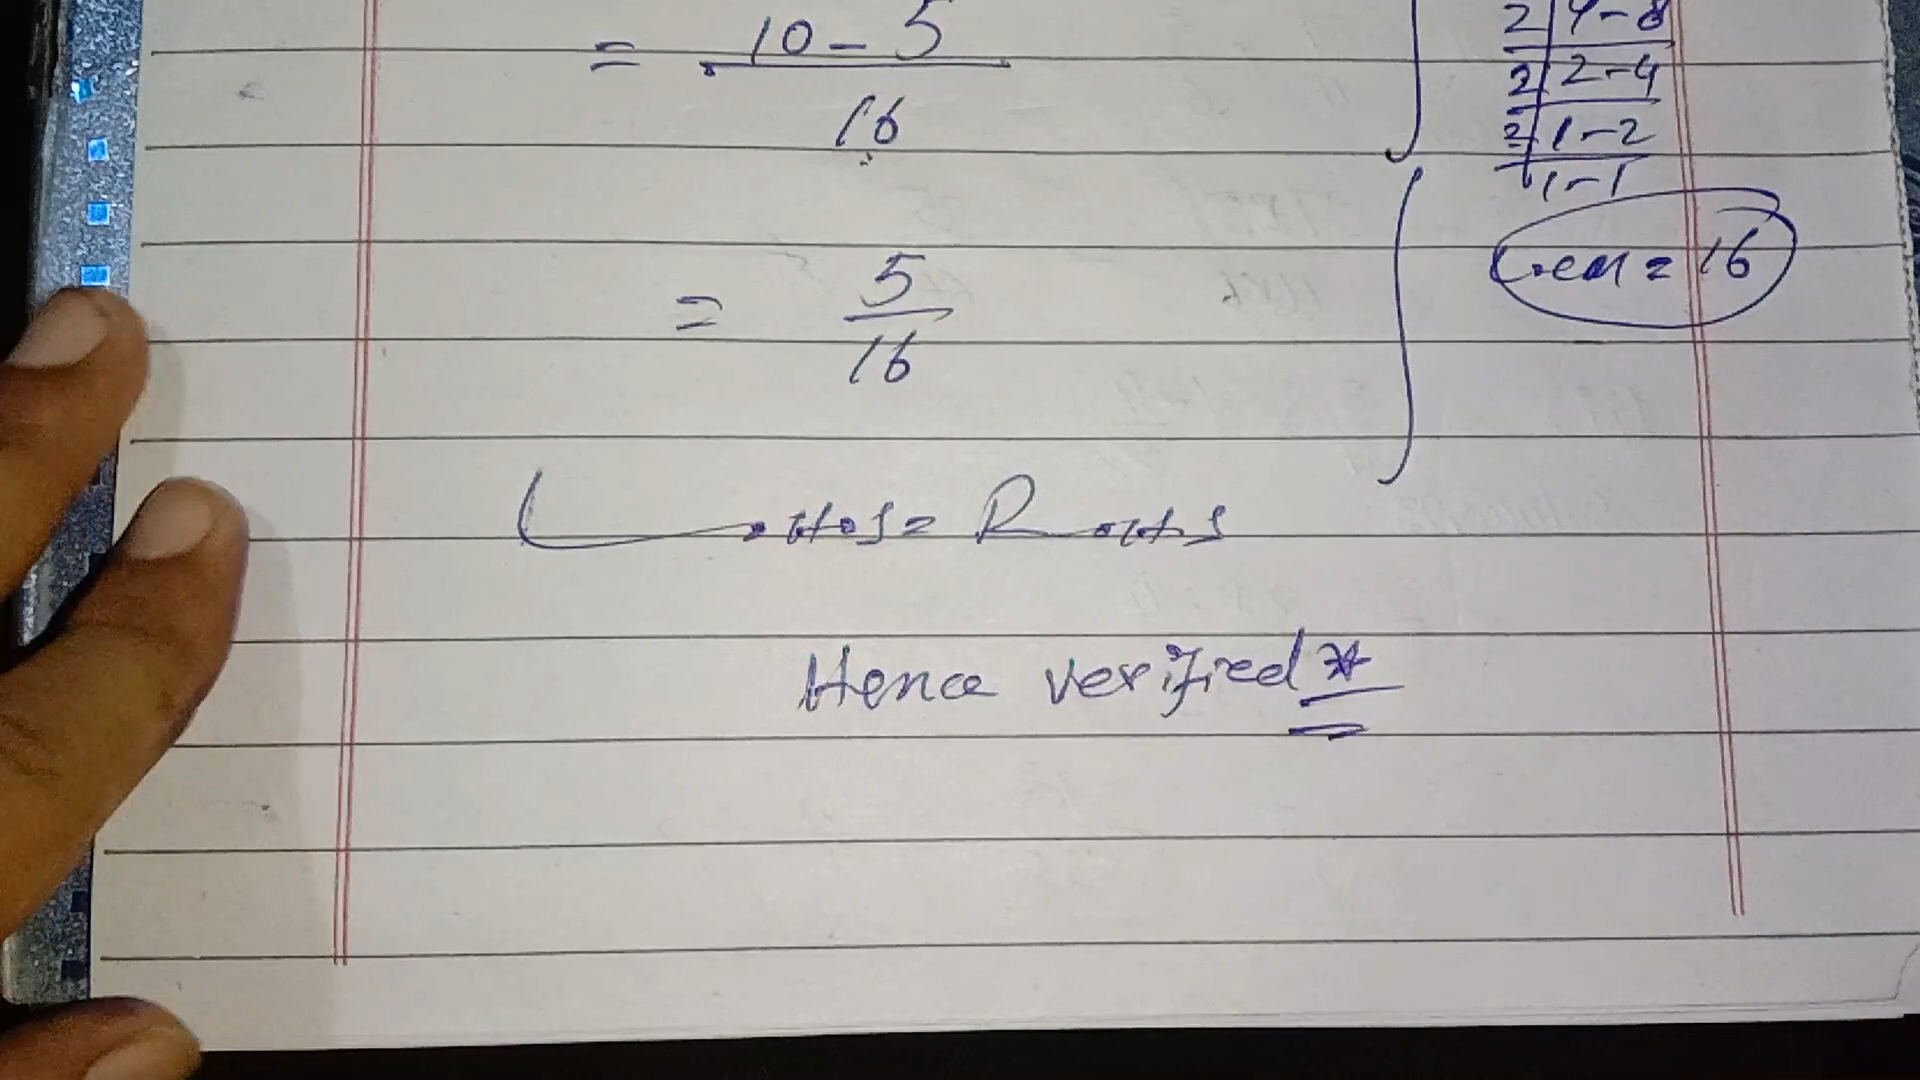 = 10 - 5 / 16
= 5 / 16
L.H.S = R.H.S
Hence verified *
2 | 4 - 8
2 | 2 - 4
2 | 1 - 2
1 - 1
L.c.m = 16